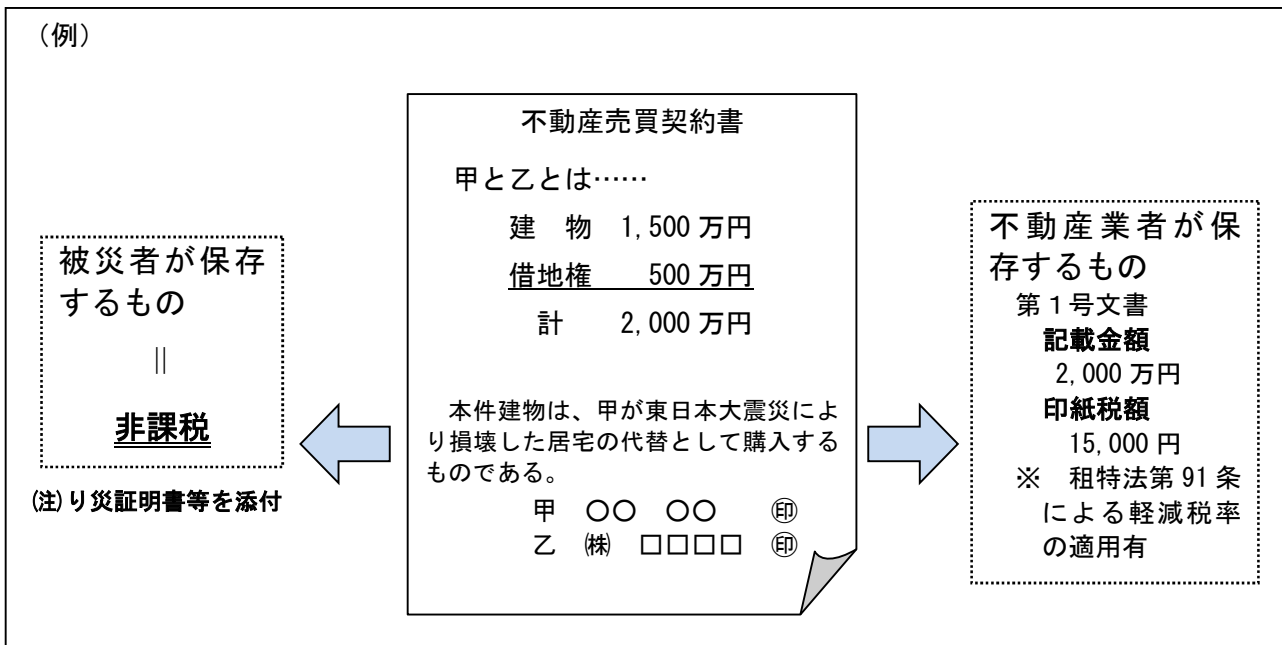 （例）
不動産売買契約書
甲と乙とは……
建　物　1,500 万円
借地権　　500 万円
計　　2,000 万円
本件建物は、甲が東日本大震災によ
り損壊した居宅の代替として購入する
ものである。
甲　○○　○○　　㊞
乙　㈱　□□□□　㊞
被災者が保存
するもの
＝
非課税
(注)り災証明書等を添付
不動産業者が保
存するもの
第１号文書
記載金額
2,000 万円
印紙税額
15,000 円
※　租特法第 91 条
による軽減税率
の適用有